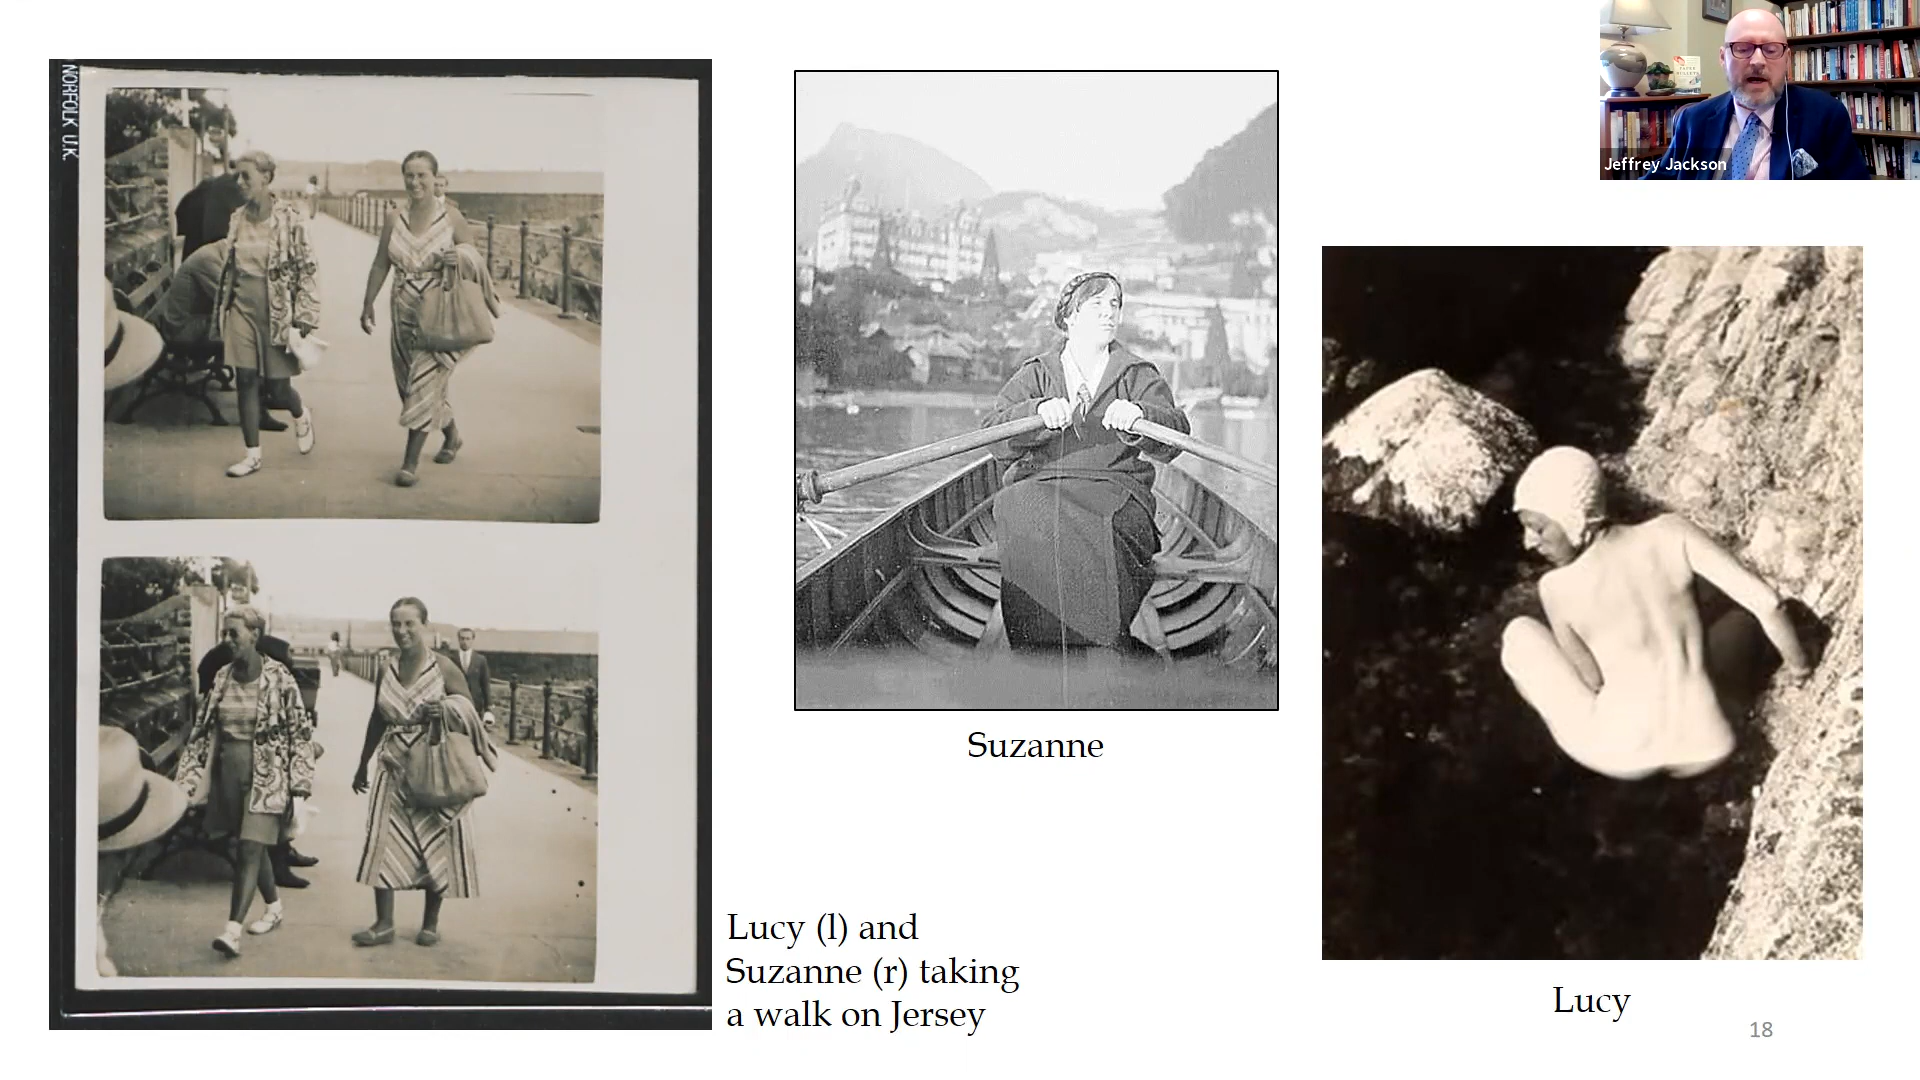 NORFOLK U.K.
Jeffrey Jackson
Suzanne
Lucy (l) and
Suzanne (r) taking
a walk on Jersey
Lucy
18